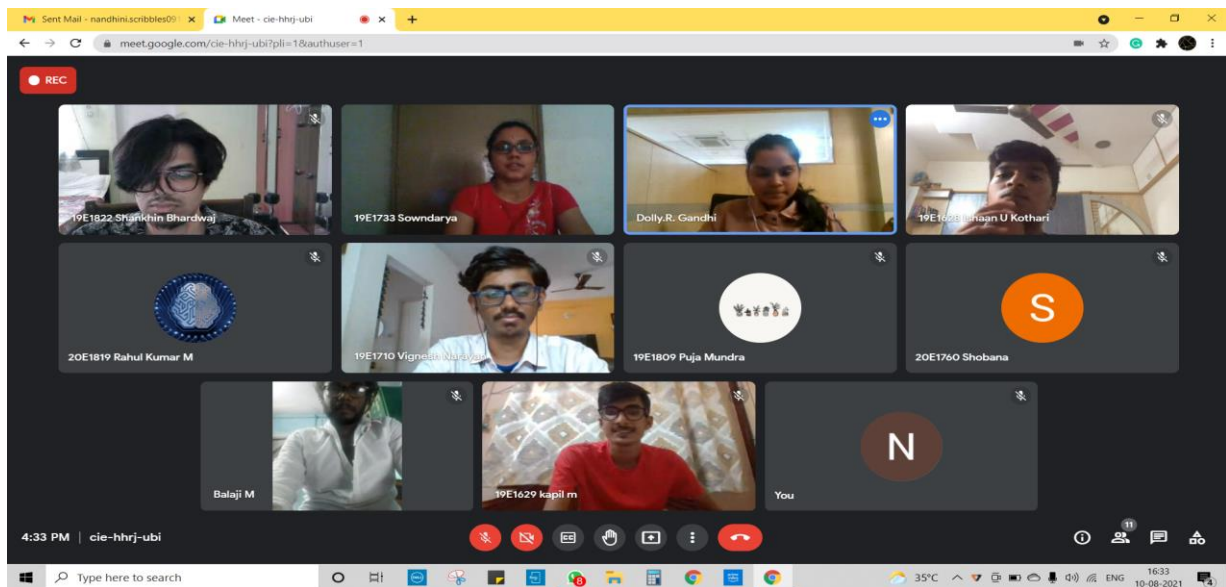 Sent Mail - nandhini.scribbles09
Meet - cie-hhrj-ubi
meet.google.com/cie-hhrj-ubi?pli=1&authuser=1
REC
19E1822 Shankhin Bhardwaj
19E1733 Sowndarya
Dolly.R. Gandhi
U Kothari
20E1819 Rahul Kumar M
19E1710 Vignesh Narayan
19E1809 Puja Mundra
S
20E1760 Shobana
Balaji M
19E1629 kapil m
N
You
4:33 PM | cie-hhrj-ubi
CC
11
Type here to search
8
35°C
ENG
16:33
10-08-2021
4